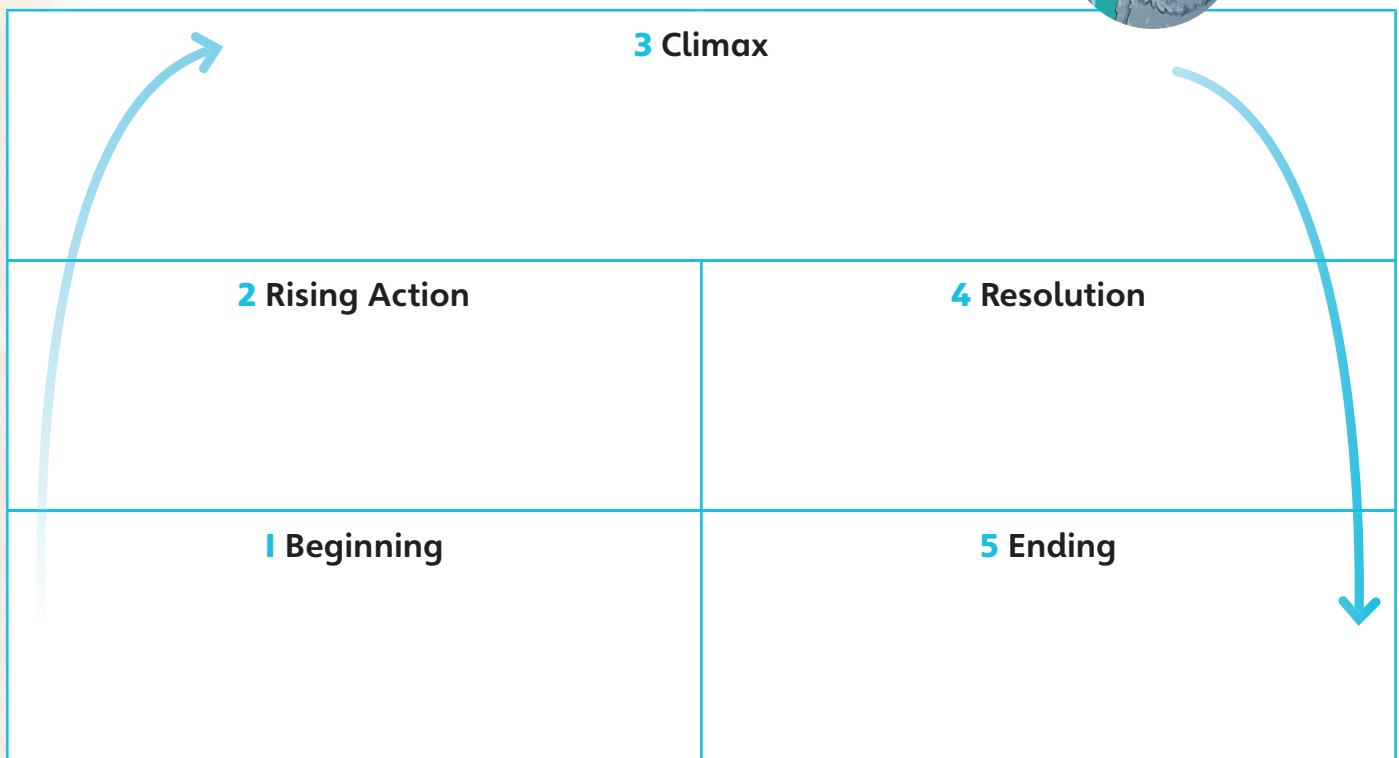 3 Climax
2 Rising Action
4 Resolution
1 Beginning
5 Ending